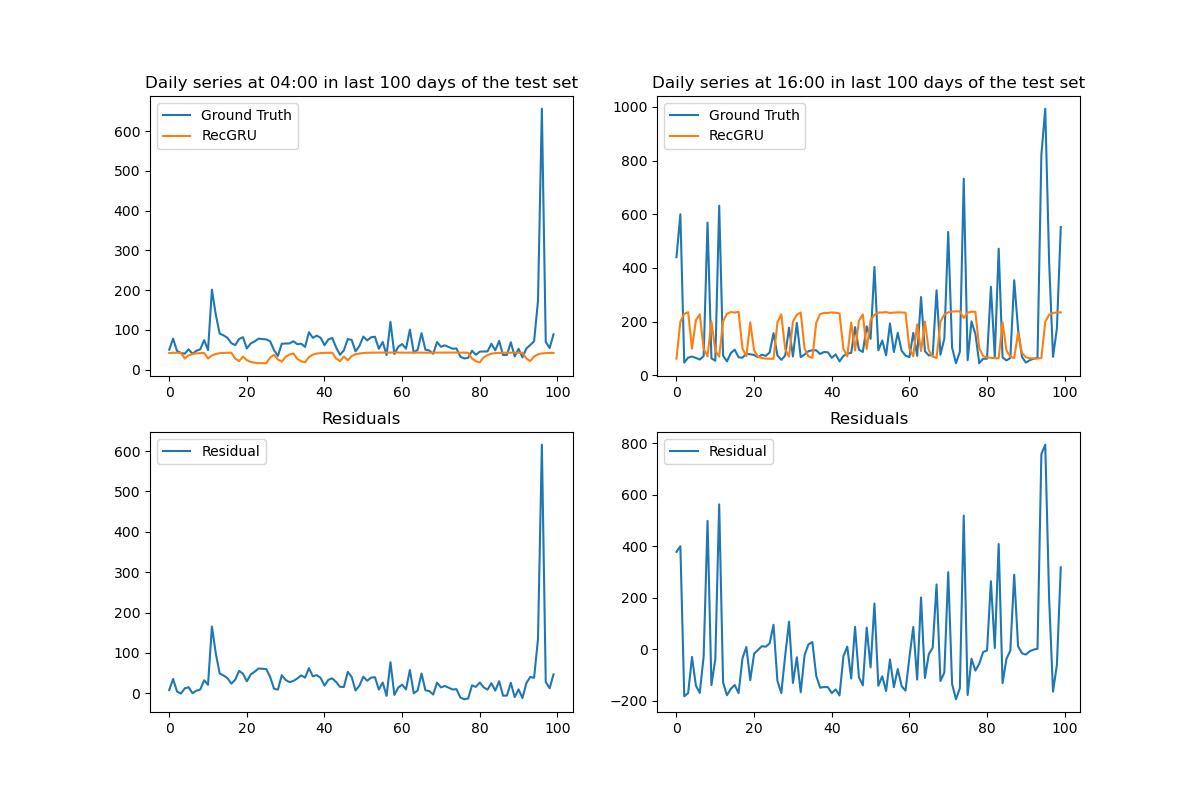 Daily series at 04:00 in last 100 days of the test set
Ground Truth
RecGRU
600
500
400
300
200
100
0
0 20 40 60 80 100
Daily series at 16:00 in last 100 days of the test set
Ground Truth
RecGRU
1000
800
600
400
200
0
0 20 40 60 80 100
Residuals
Residual
600
500
400
300
200
100
0
0 20 40 60 80 100
Residuals
Residual
800
600
400
200
0
−200
0 20 40 60 80 100